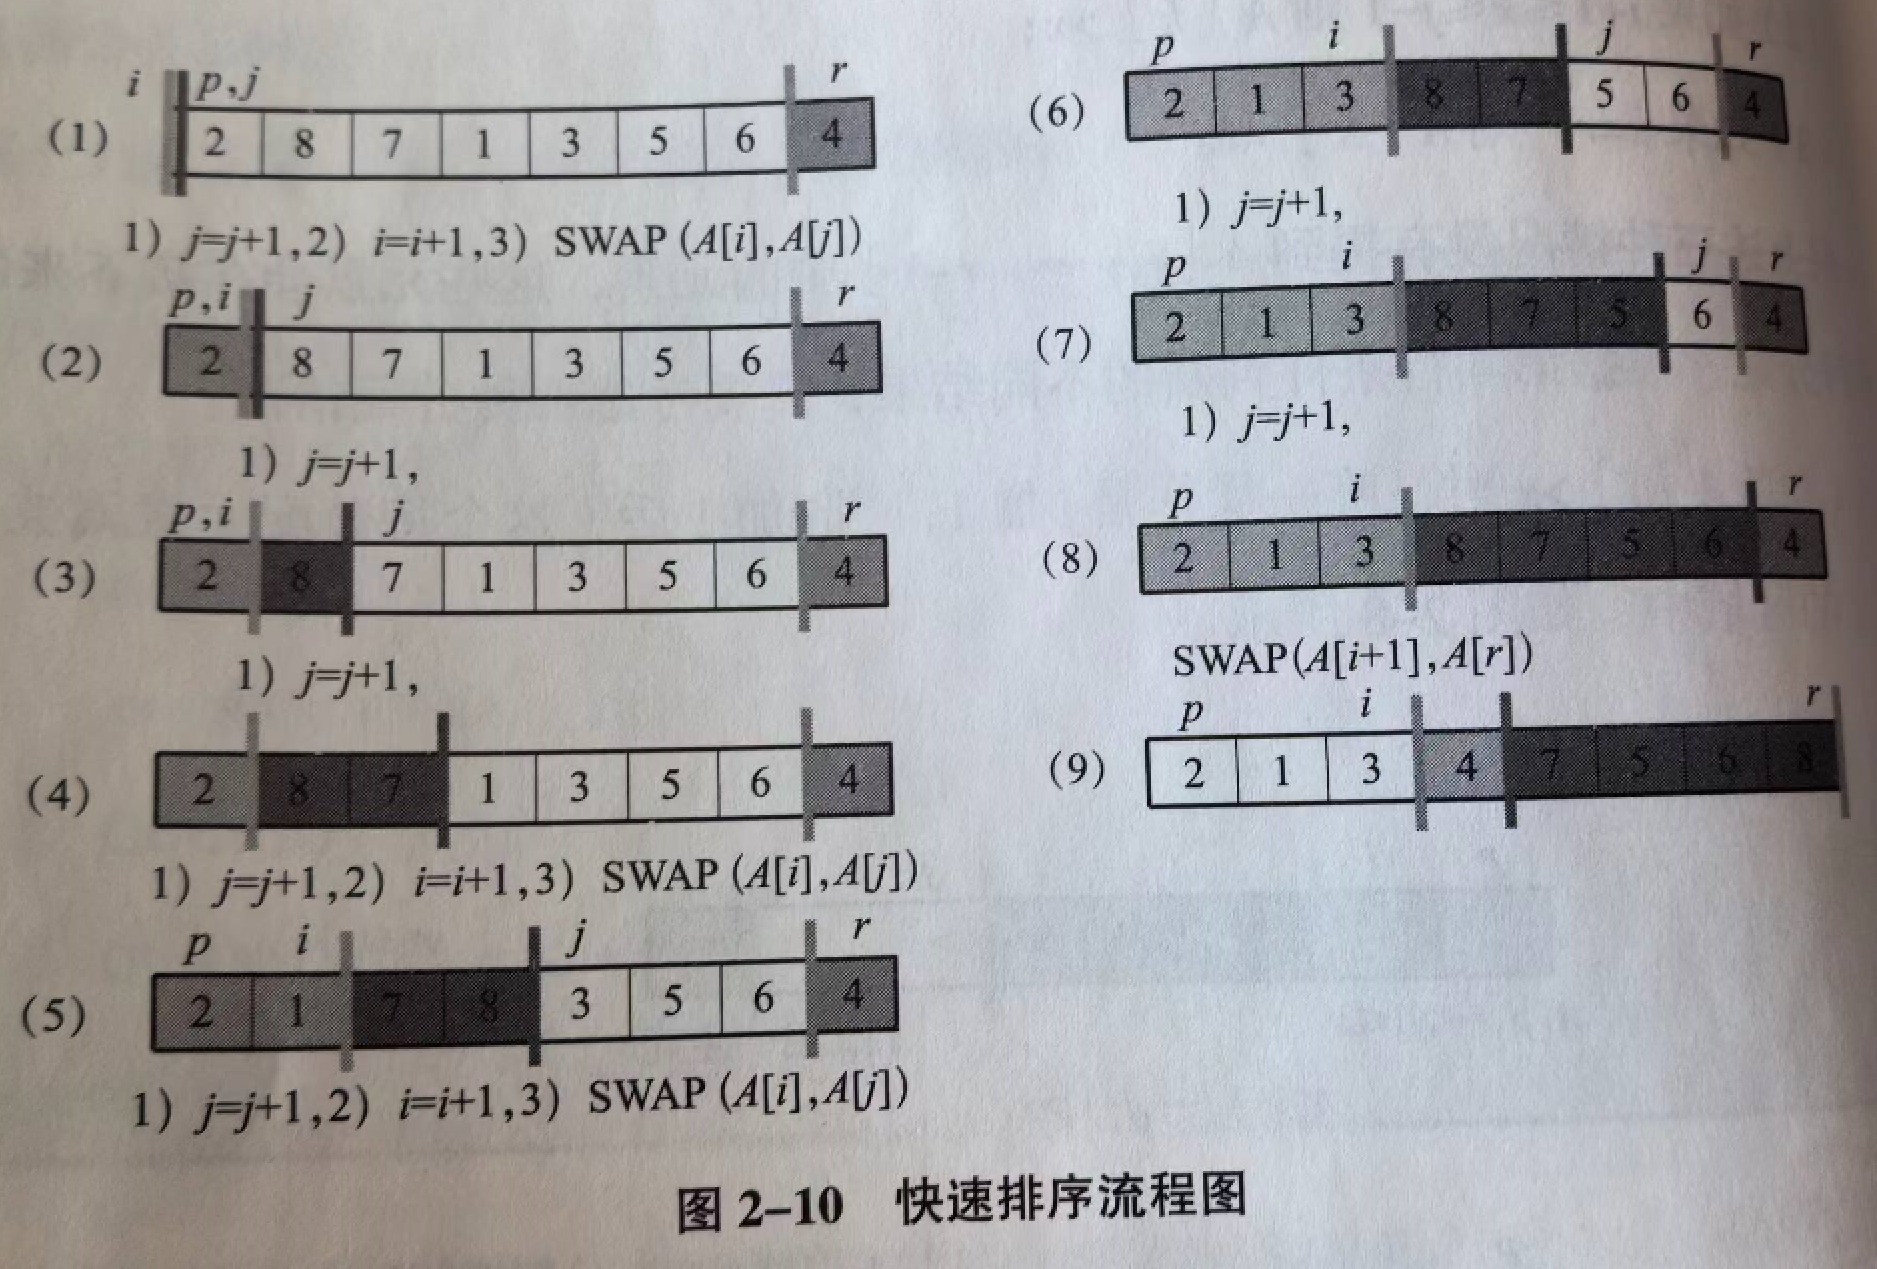 i p,j r
(1) 2 8 7 1 3 5 6 4
1) j=j+1,2) i=i+1,3) SWAP(A[i],A[j])
p,i j r
(2) 2 8 7 1 3 5 6 4
1) j=j+1,
p,i j r
(3) 2 8 7 1 3 5 6 4
1) j=j+1,
(4) 2 8 7 1 3 5 6 4
1) j=j+1,2) i=i+1,3) SWAP(A[i],A[j])
p i j r
(5) 2 1 7 8 3 5 6 4
1) j=j+1,2) i=i+1,3) SWAP(A[i],A[j])
p i j r
(6) 2 1 3 8 7 5 6 4
1) j=j+1,
p i j r
(7) 2 1 3 8 7 5 6 4
1) j=j+1,
p i r
(8) 2 1 3 8 7 5 6 4
SWAP(A[i+1],A[r])
p i r
(9) 2 1 3 4 7 5 6 8
图 2-10 快速排序流程图